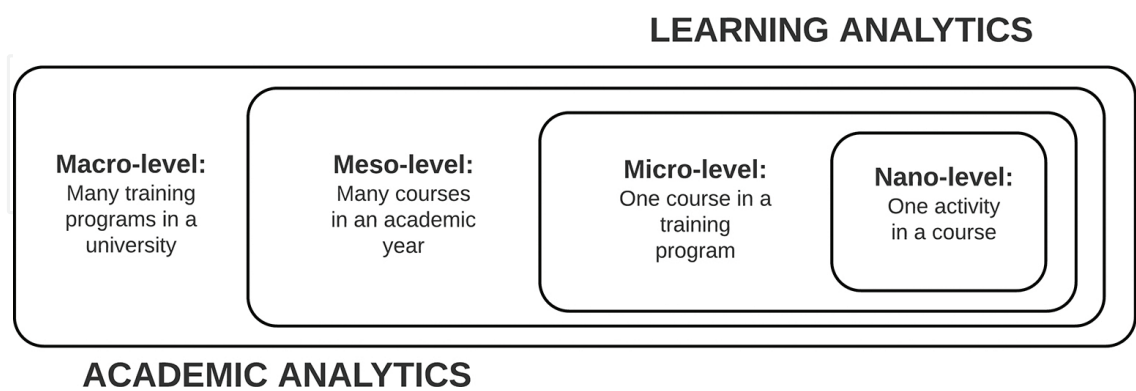 LEARNING ANALYTICS
Macro-level:
Many training
programs in a
university
Meso-level:
Many courses
in an academic
year
Micro-level:
One course in a
training
program
Nano-level:
One activity
in a course
ACADEMIC ANALYTICS